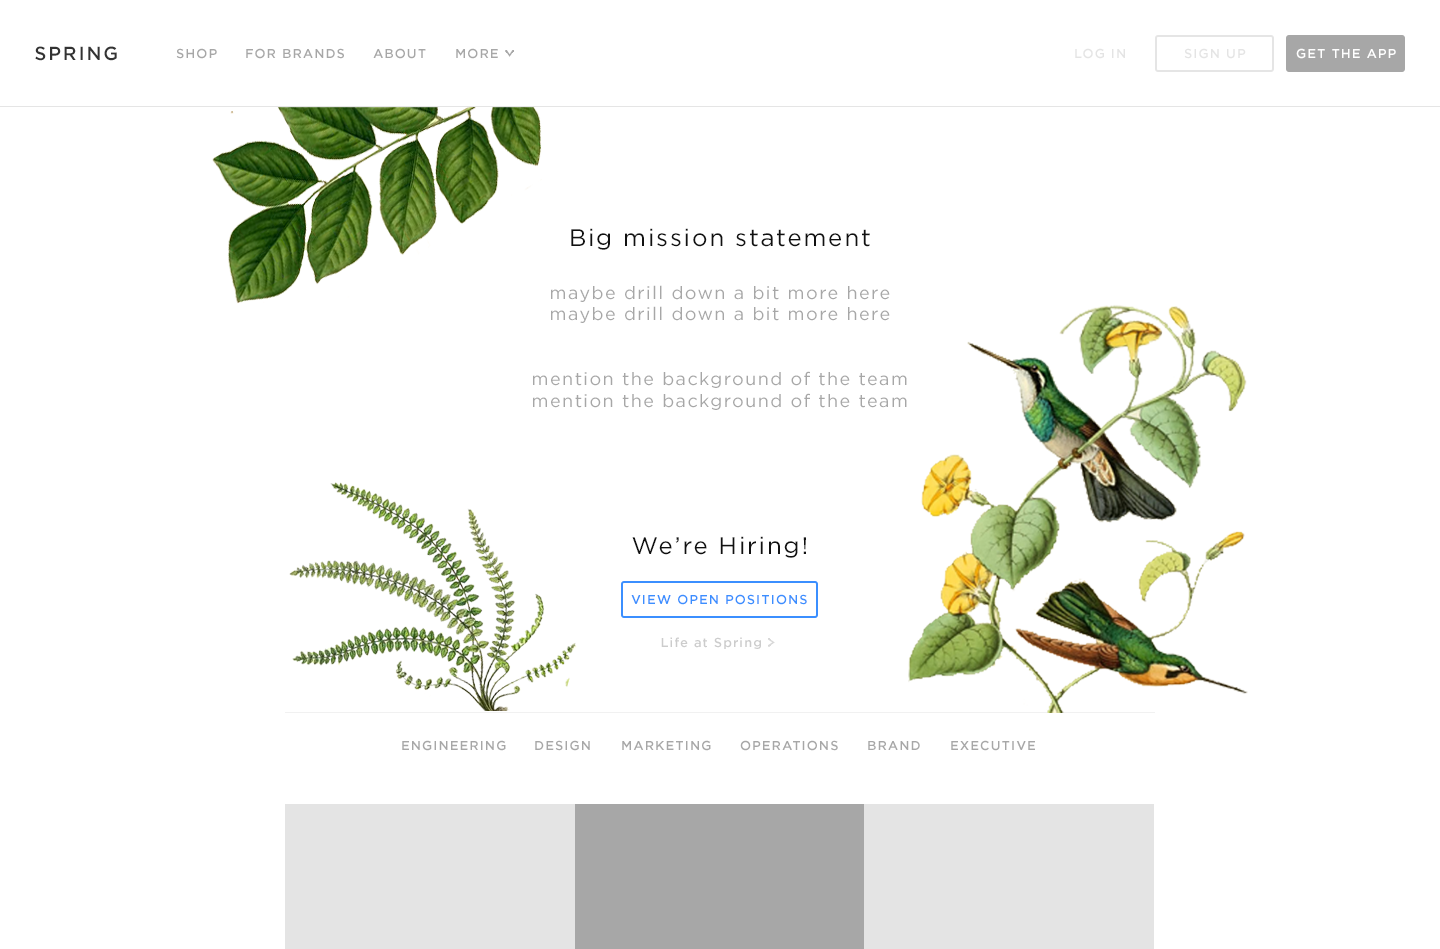 SPRING
SHOP
FOR BRANDS
ABOUT
MORE
LOG IN
SIGN UP
GET THE APP
Big mission statement
maybe drill down a bit more here
maybe drill down a bit more here
mention the background of the team
mention the background of the team
We’re Hiring!
VIEW OPEN POSITIONS
Life at Spring >
ENGINEERING
DESIGN
MARKETING
OPERATIONS
BRAND
EXECUTIVE